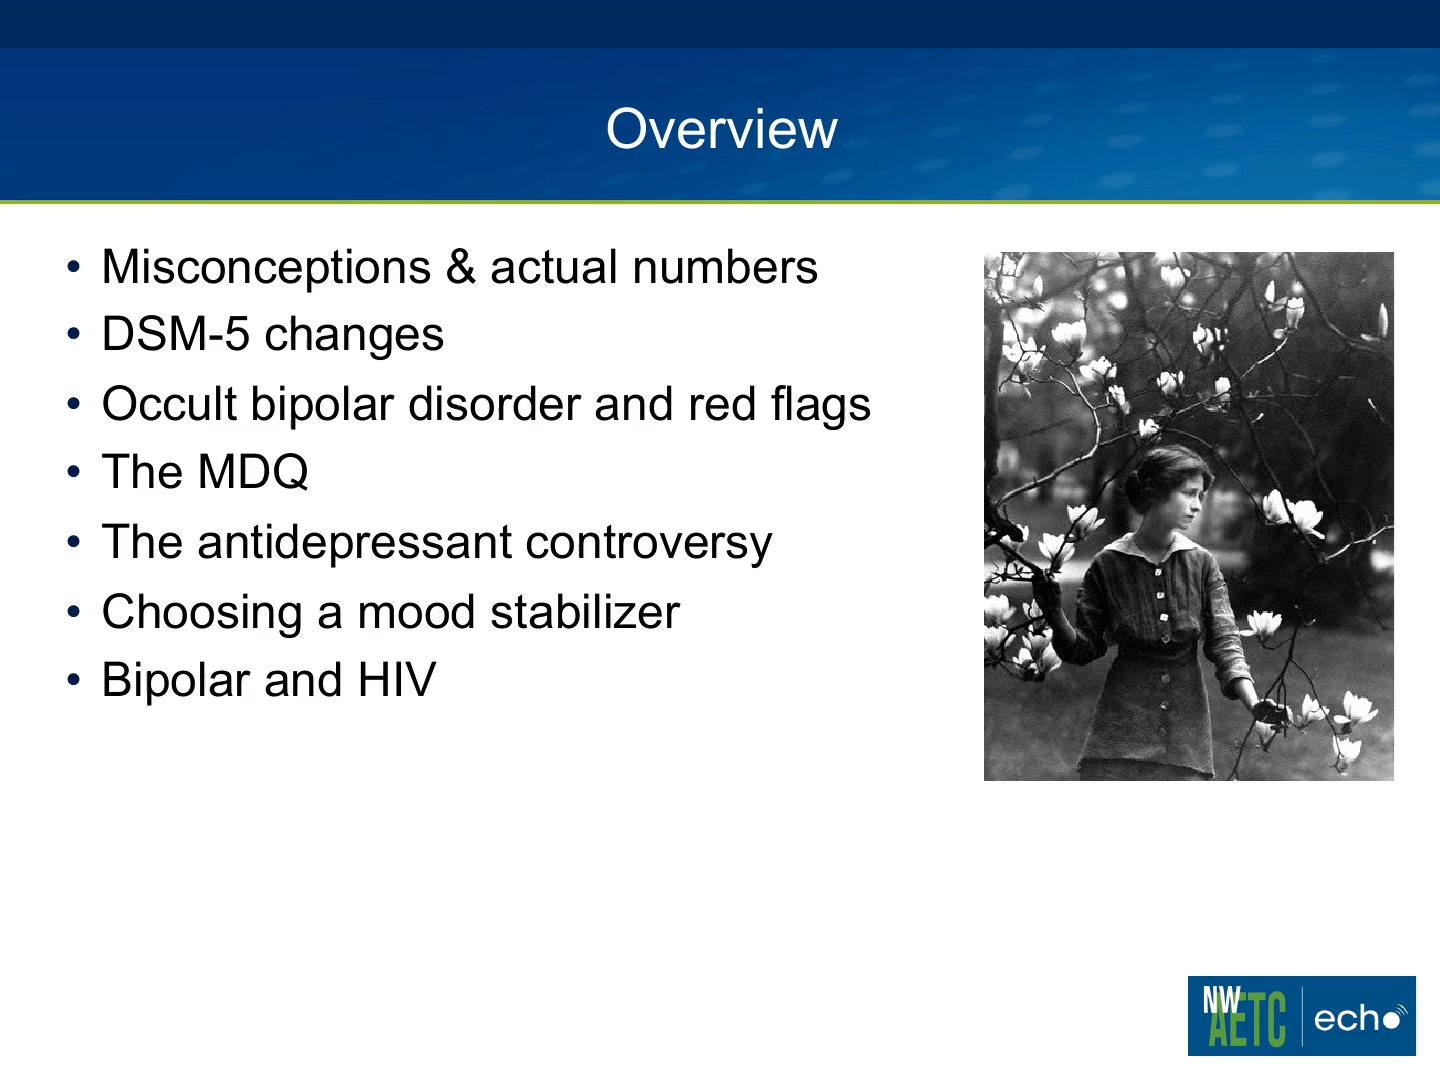 Overview
• Misconceptions & actual numbers
• DSM-5 changes
• Occult bipolar disorder and red flags
• The MDQ
• The antidepressant controversy
• Choosing a mood stabilizer
• Bipolar and HIV
NW AETC echo